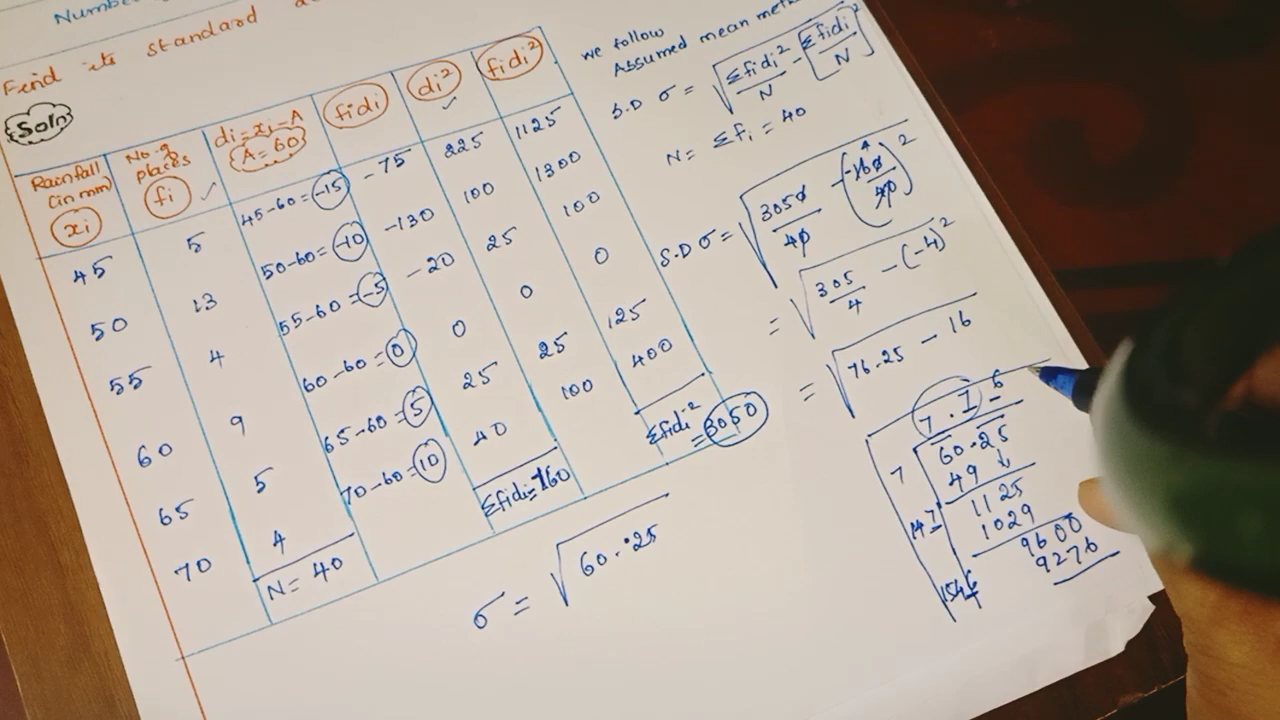 Number
Find its standard
Soln
Rainfall (in mm) xi | No. of places fi | di = xi - A A = 60 | fidi | di² | fidi²
45 | 5 | 45-60 = -15 | -75 | 225 | 1125
50 | 13 | 50-60 = -10 | -130 | 100 | 1300
55 | 4 | 55-60 = -5 | -20 | 25 | 100
60 | 9 | 60-60 = 0 | 0 | 0 | 0
65 | 5 | 65-60 = 5 | 25 | 25 | 125
70 | 4 | 70-60 = 10 | 40 | 100 | 400
N = 40 | Σfidi = -160 | Σfidi² = 3050
σ = √60.25
we follow
Assumed mean
S.D σ = √(Σfidi²/N - [Σfidi/N]²)
N = Σfi = 40
S.D σ = √(3050/40 - (-160/40)²)
4
= √(305/4 - (-4)²)
= √(76.25 - 16)
7.76
7 | 60.25
49
147 | 1125
1029
1546 | 9600
9276